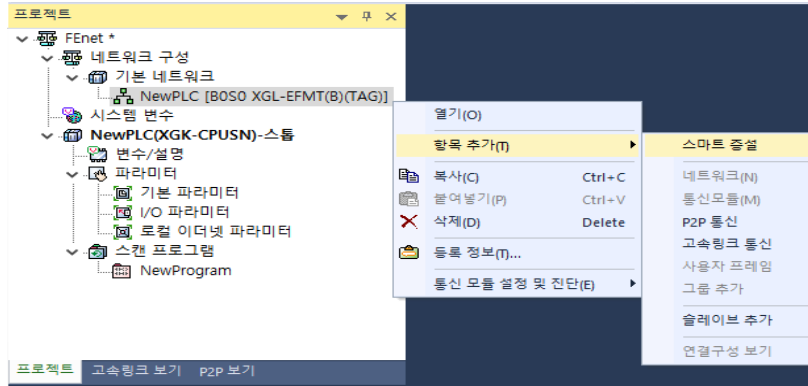 프로젝트
FEnet *
네트워크 구성
기본 네트워크
NewPLC [B0S0 XGL-EFMT(B)(TAG)]
시스템 변수
NewPLC(XGK-CPUSN)-스톱
변수/설명
파라미터
기본 파라미터
I/O 파라미터
로컬 이더넷 파라미터
스캔 프로그램
NewProgram
프로젝트 고속링크 보기 P2P 보기
열기(O)
항목 추가(T)
복사(C) Ctrl+C
붙여넣기(P) Ctrl+V
삭제(D) Delete
등록 정보(T)...
통신 모듈 설정 및 진단(E)
스마트 증설
네트워크(N)
통신모듈(M)
P2P 통신
고속링크 통신
사용자 프레임
그룹 추가
슬레이브 추가
연결구성 보기